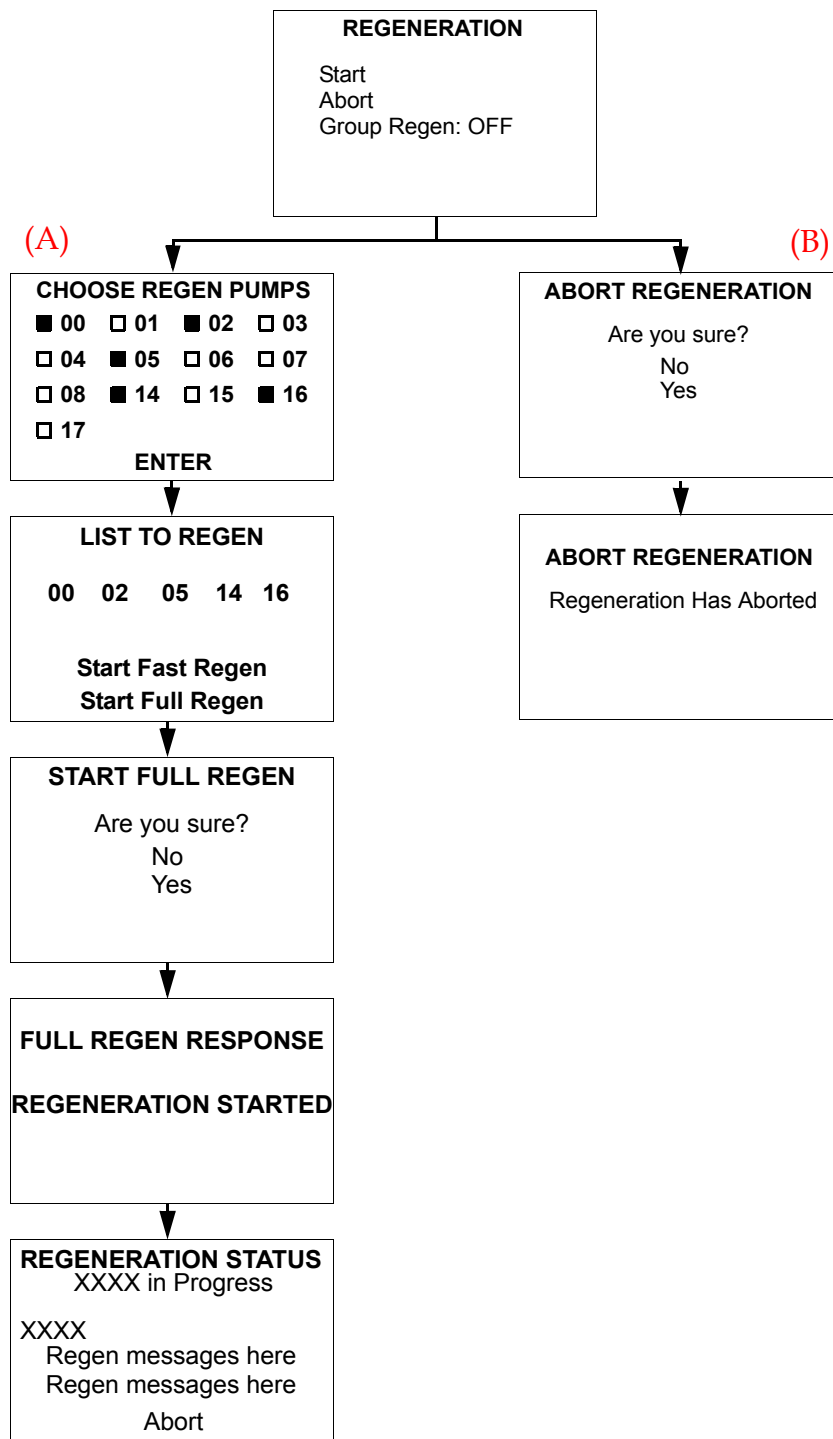 REGENERATION
Start
Abort
Group Regen: OFF
(A)
CHOOSE REGEN PUMPS
00 01 02 03
04 05 06 07
08 14 15 16
17
ENTER
LIST TO REGEN
00 02 05 14 16
Start Fast Regen
Start Full Regen
START FULL REGEN
Are you sure?
No
Yes
FULL REGEN RESPONSE
REGENERATION STARTED
REGENERATION STATUS
XXXX in Progress
XXXX
Regen messages here
Regen messages here
Abort
(B)
ABORT REGENERATION
Are you sure?
No
Yes
ABORT REGENERATION
Regeneration Has Aborted